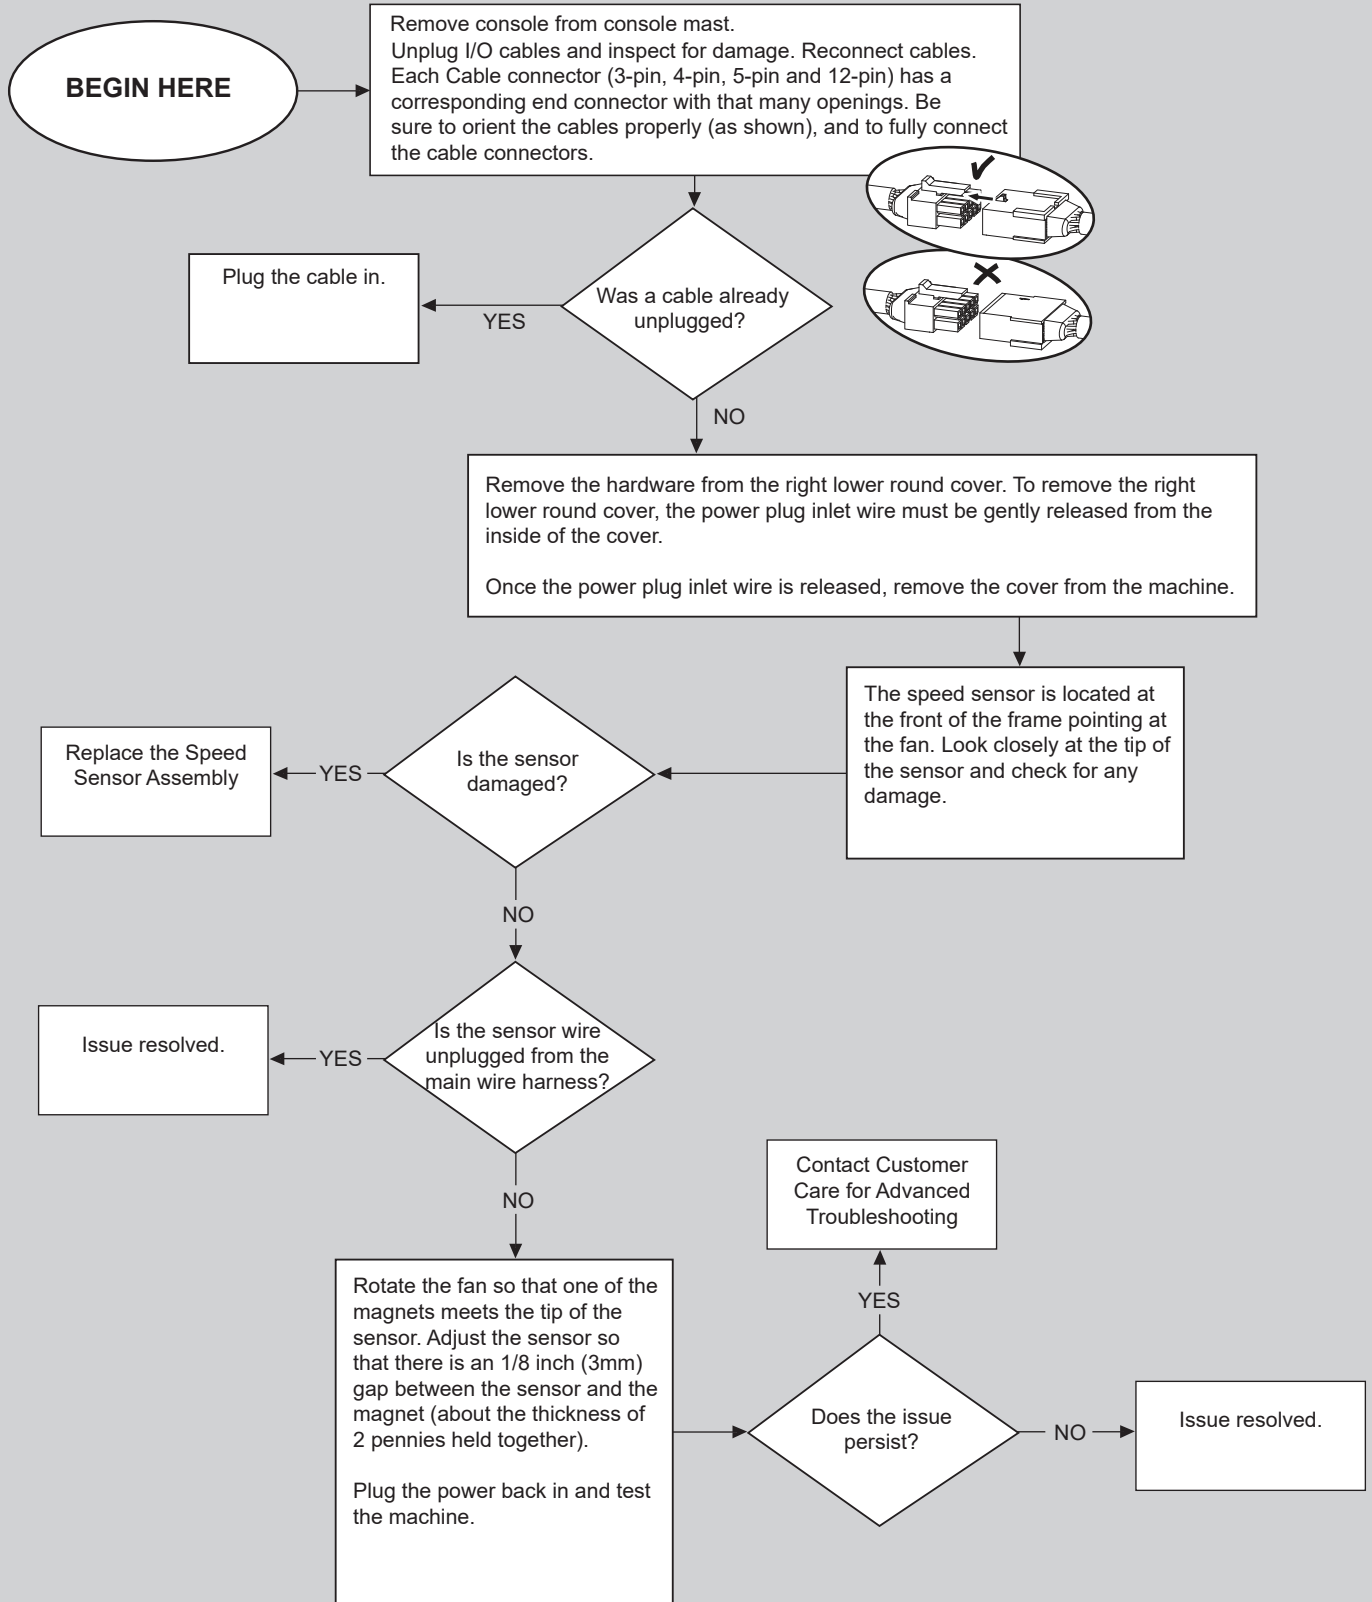 BEGIN HERE
Remove console from console mast.
Unplug I/O cables and inspect for damage. Reconnect cables.
Each Cable connector (3-pin, 4-pin, 5-pin and 12-pin) has a
corresponding end connector with that many openings. Be
sure to orient the cables properly (as shown), and to fully connect
the cable connectors.
Was a cable already
unplugged?
YES
Plug the cable in.
NO
Remove the hardware from the right lower round cover. To remove the right
lower round cover, the power plug inlet wire must be gently released from the
inside of the cover.
Once the power plug inlet wire is released, remove the cover from the machine.
The speed sensor is located at
the front of the frame pointing at
the fan. Look closely at the tip of
the sensor and check for any
damage.
Is the sensor
damaged?
YES
Replace the Speed
Sensor Assembly
NO
Is the sensor wire
unplugged from the
main wire harness?
YES
Issue resolved.
NO
Rotate the fan so that one of the
magnets meets the tip of the
sensor. Adjust the sensor so
that there is an 1/8 inch (3mm)
gap between the sensor and the
magnet (about the thickness of
2 pennies held together).
Plug the power back in and test
the machine.
Does the issue
persist?
YES
Contact Customer
Care for Advanced
Troubleshooting
NO
Issue resolved.